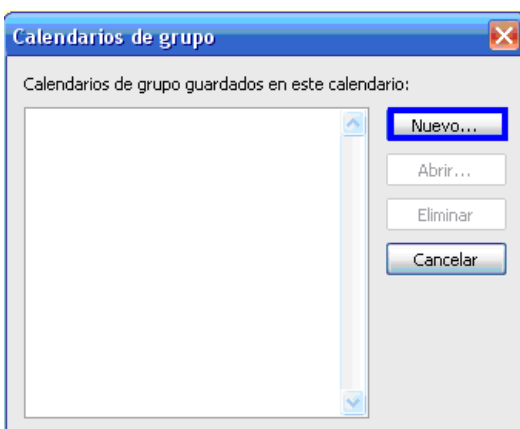 Calendarios de grupo
Calendarios de grupo guardados en este calendario:
Nuevo...
Abrir...
Eliminar
Cancelar